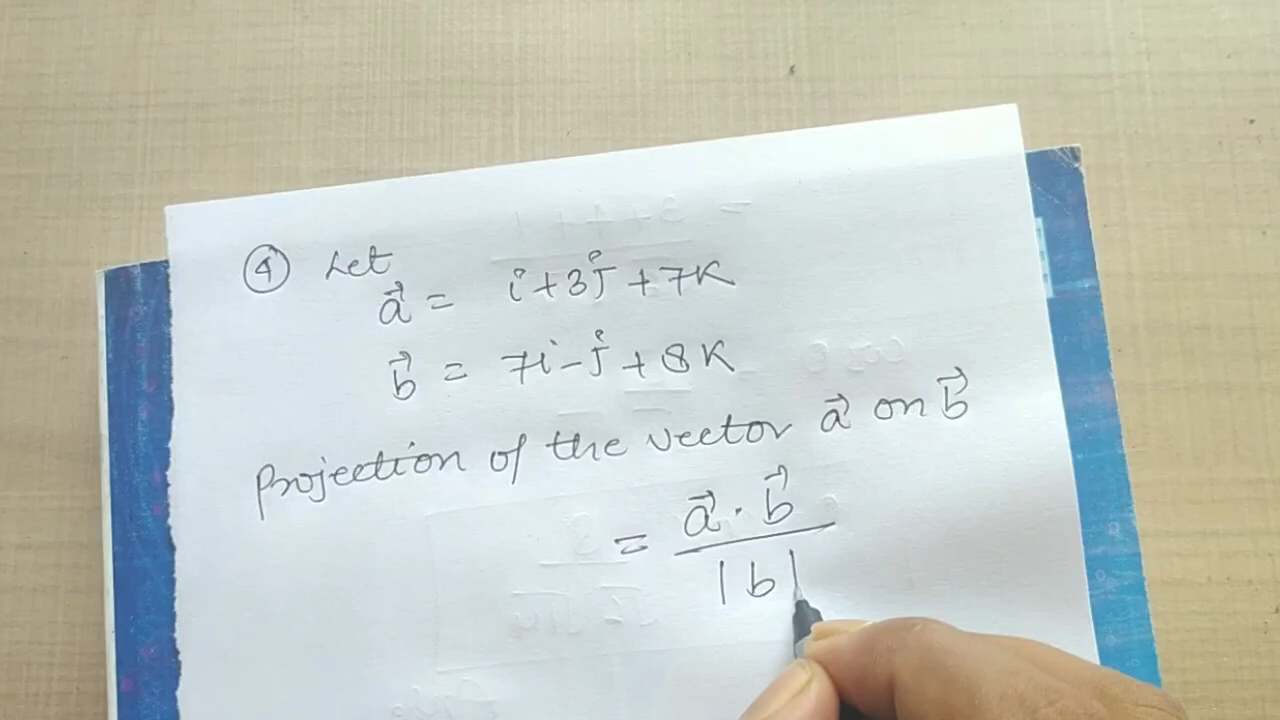 ④ Let
a⃗ = i+3j+7K
b⃗ = 7i-j+8K
Projection of the vector a⃗ on b⃗
= a⃗ · b⃗
|b|